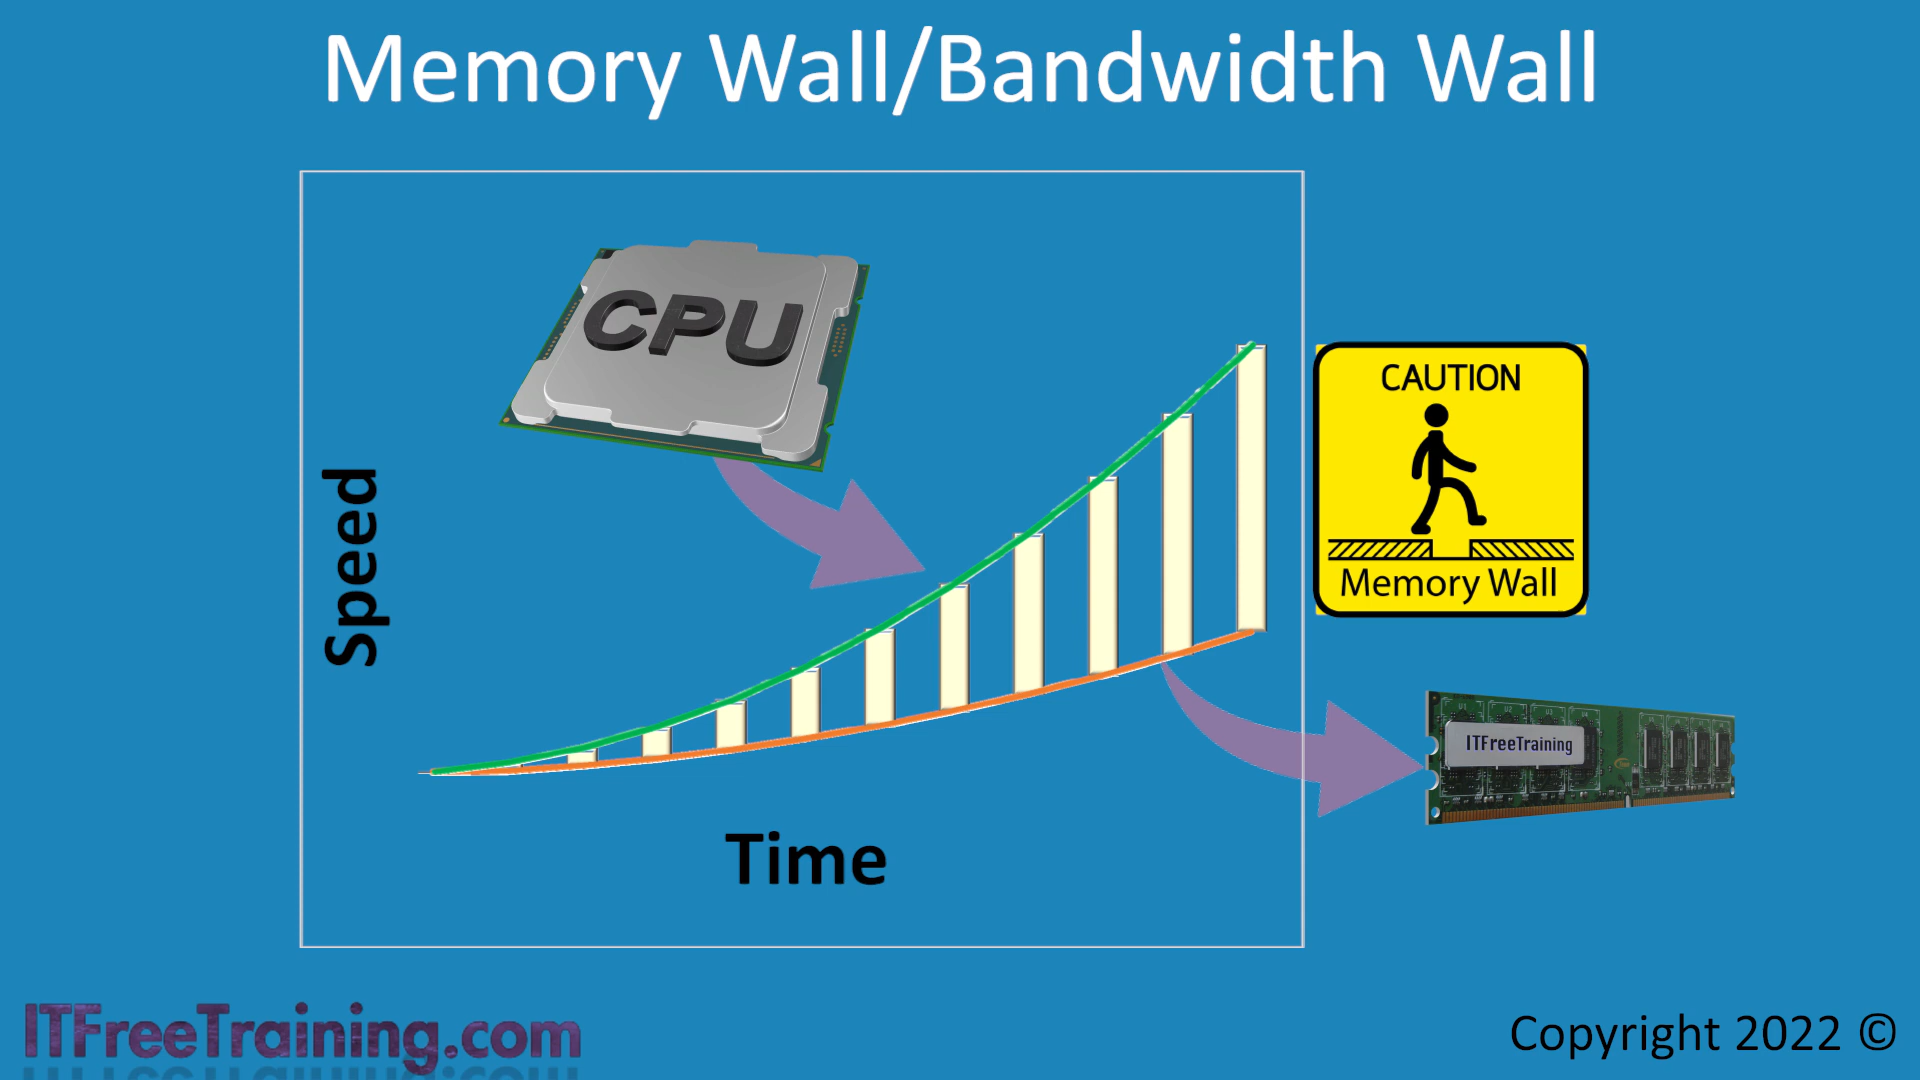 Memory Wall/Bandwidth Wall
CPU
Speed
CAUTION
Memory Wall
ITFreeTraining
Time
ITFreeTraining.com
Copyright 2022 ©